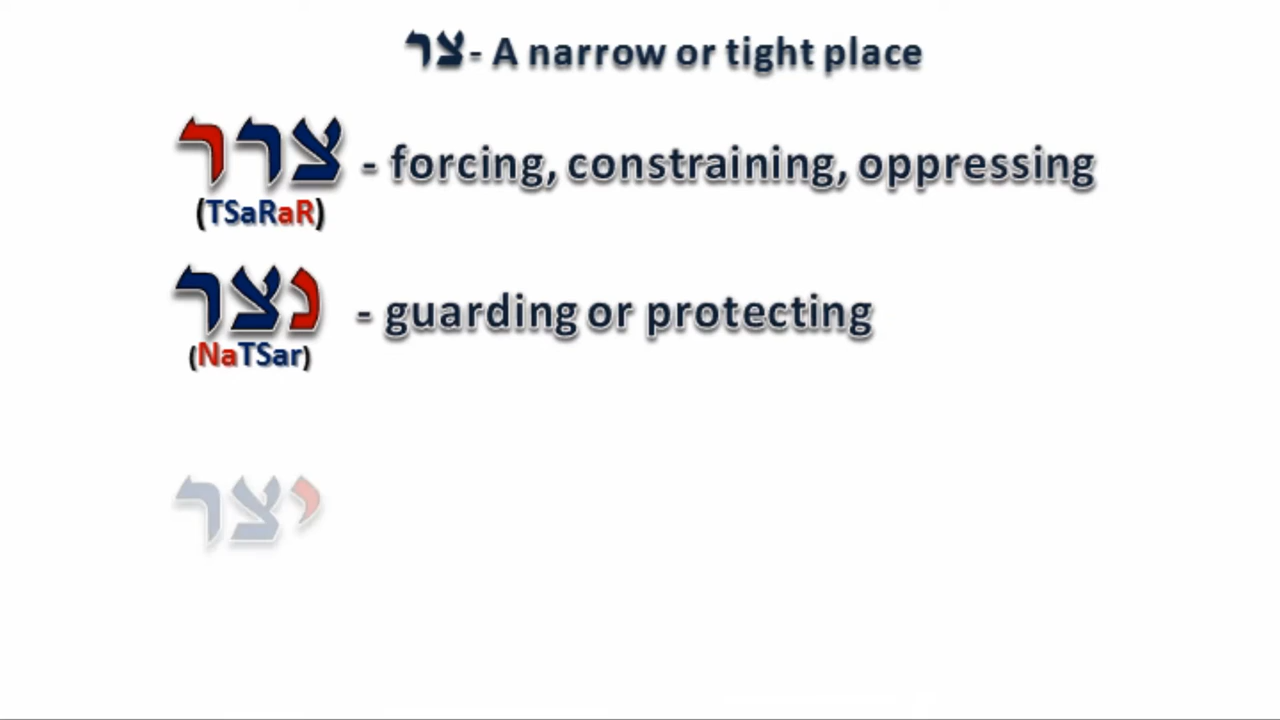 צר - A narrow or tight place
צרר - forcing, constraining, oppressing
(TSaRaR)
נצר - guarding or protecting
(NaTSar)
יצר